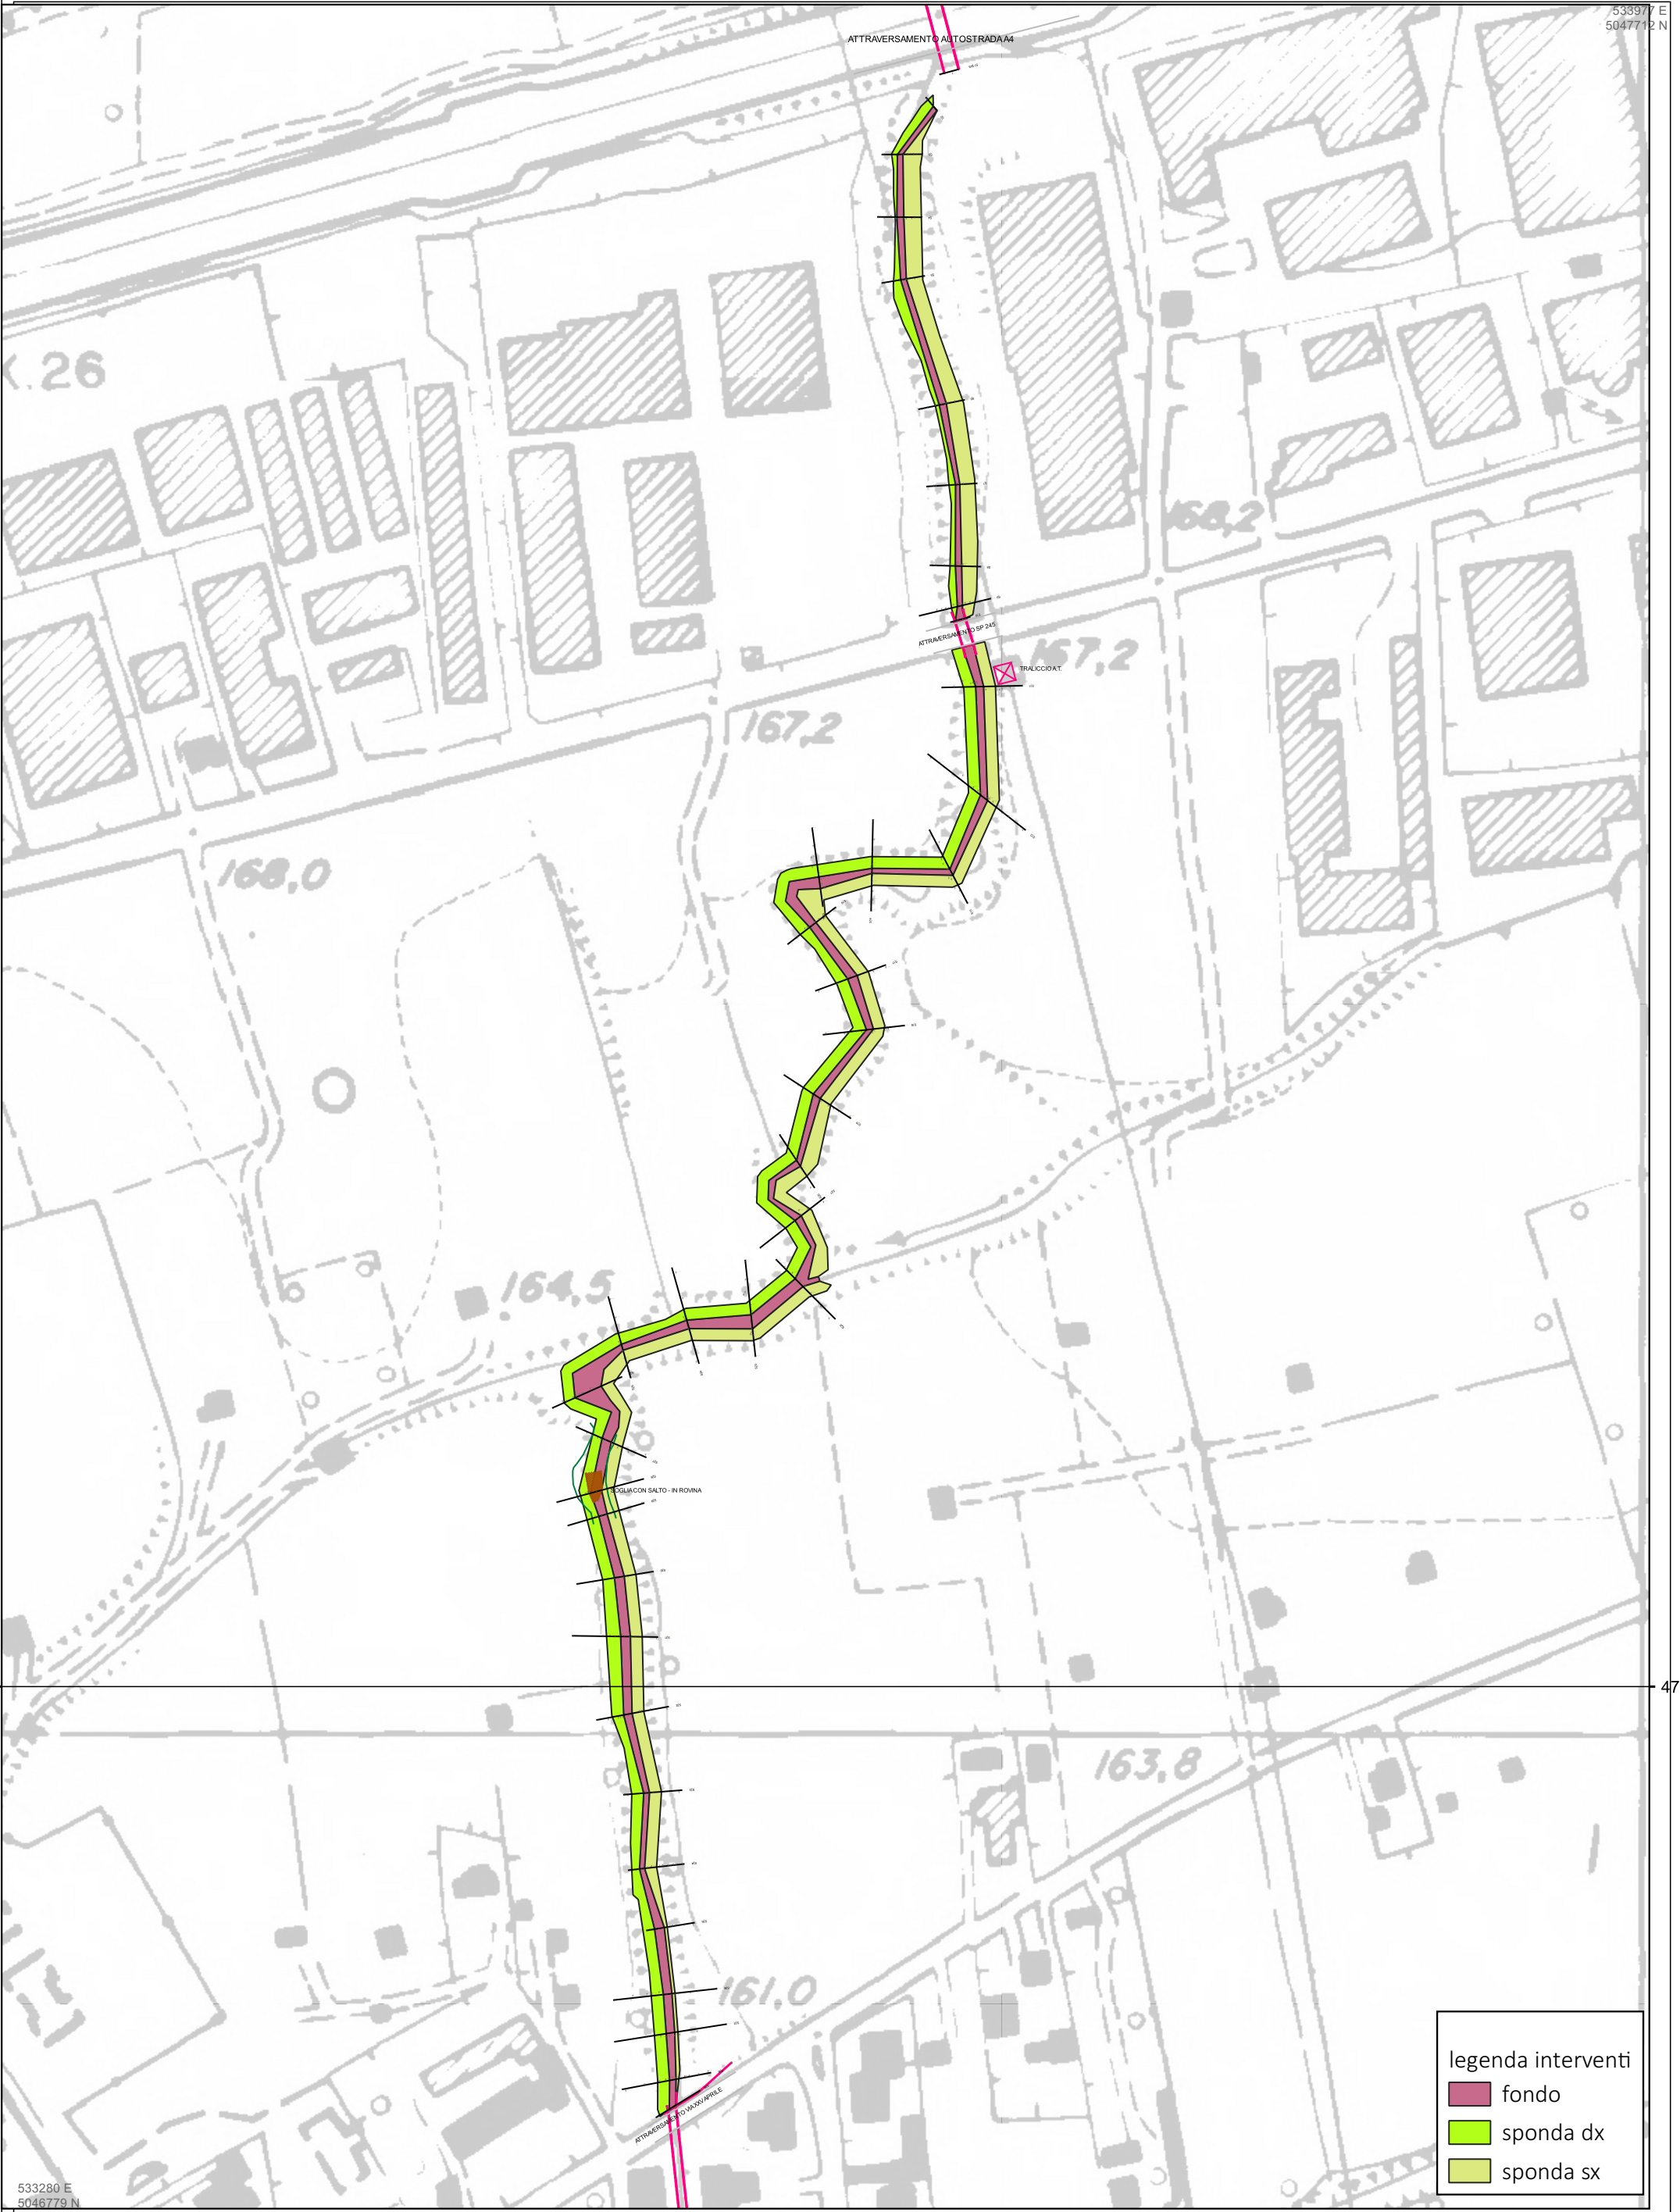 533977 E
5047712 N
ATTRAVERSAMENTO AUTOSTRADA A4
K.26
168,2
ATTRAVERSAMENTO SP 245
167,2
TRALICCIO A.T.
167,2
168,0
164,5
SOGLIA CON SALTO - IN ROVINA
47
163,8
161,0
ATTRAVERSAMENTO VIA XXV APRILE
legenda interventi
fondo
sponda dx
sponda sx
533280 E
5046779 N